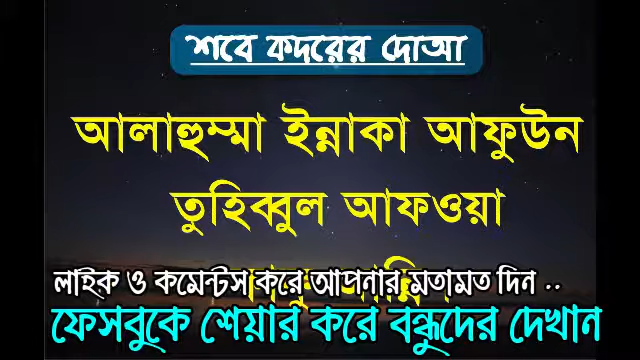 শবে কদরের দোআ
আলাহুম্মা ইন্নাকা আফুউন
তুহিব্বুল আফওয়া
লাইক ও কমেন্টস করে আপনার মতামত দিন ..
ফেসবুকে শেয়ার করে বন্ধুদের দেখান